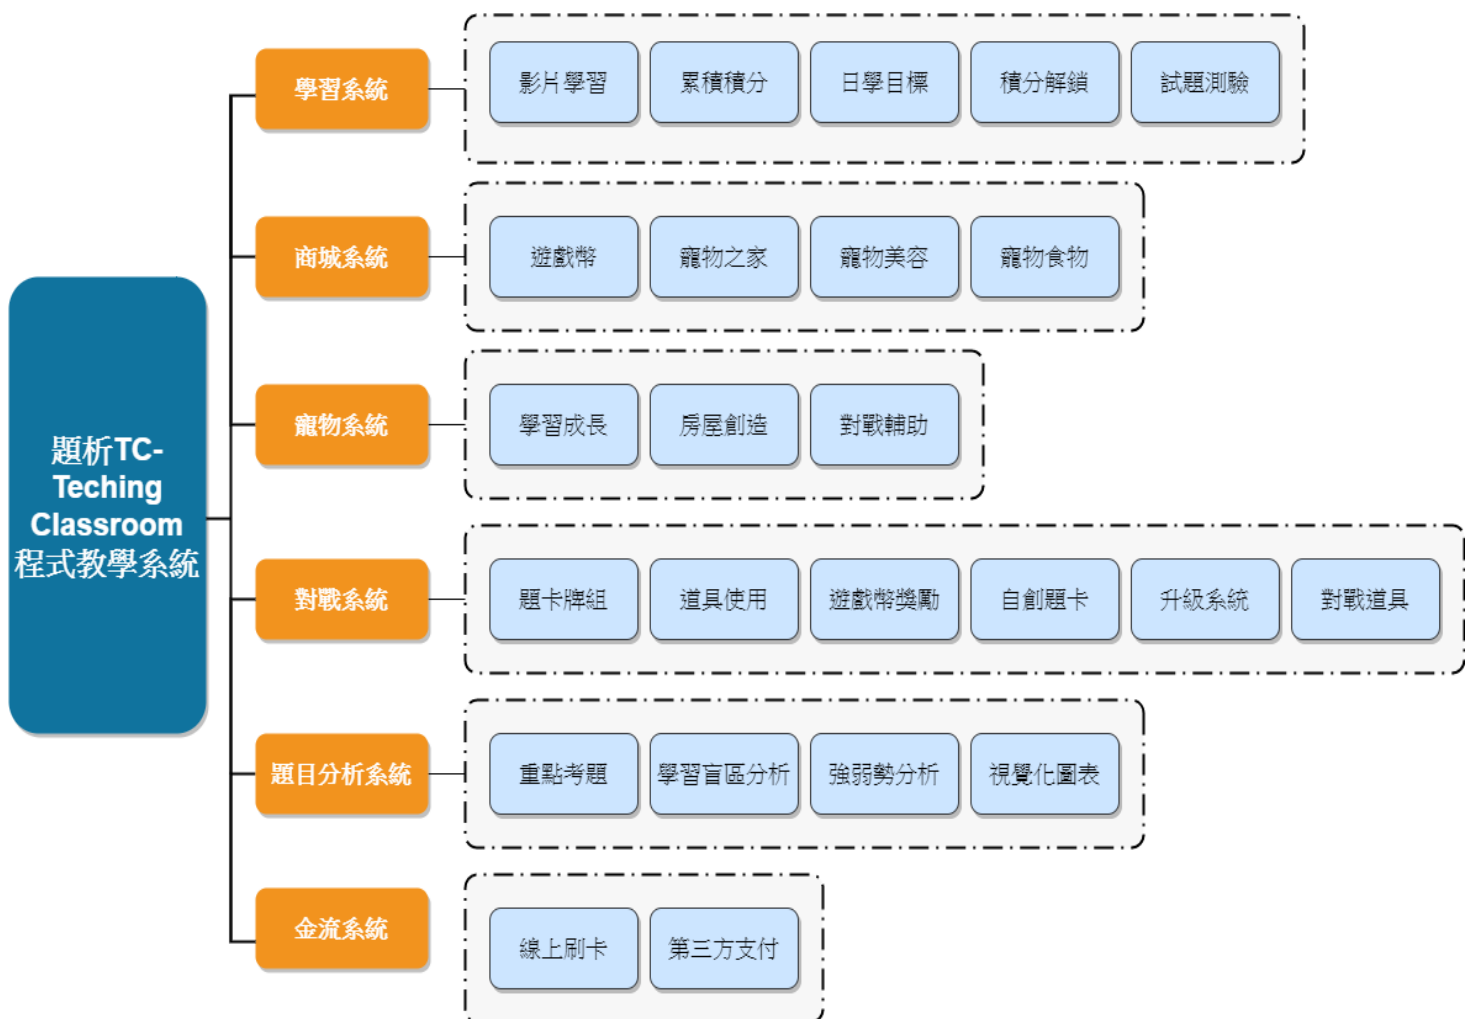 題析TC-
Teching
Classroom
程式教學系統
學習系統
影片學習
累積積分
日學目標
積分解鎖
試題測驗
商城系統
遊戲幣
寵物之家
寵物美容
寵物食物
寵物系統
學習成長
房屋創造
對戰輔助
對戰系統
題卡牌組
道具使用
遊戲幣獎勵
自創題卡
升級系統
對戰道具
題目分析系統
重點考題
學習盲區分析
強弱勢分析
視覺化圖表
金流系統
線上刷卡
第三方支付